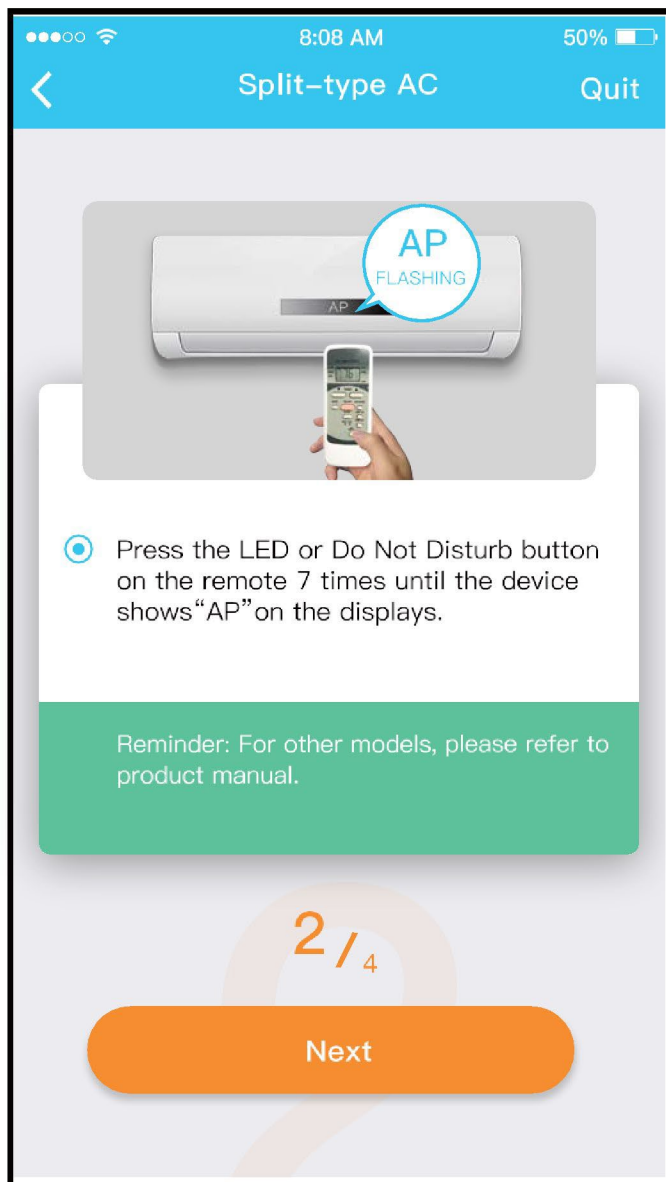 8:08 AM
50%
Split-type AC
Quit
AP
FLASHING
AP
Press the LED or Do Not Disturb button
on the remote 7 times until the device
shows“AP”on the displays.
Reminder: For other models, please refer to
product manual.
2/4
Next